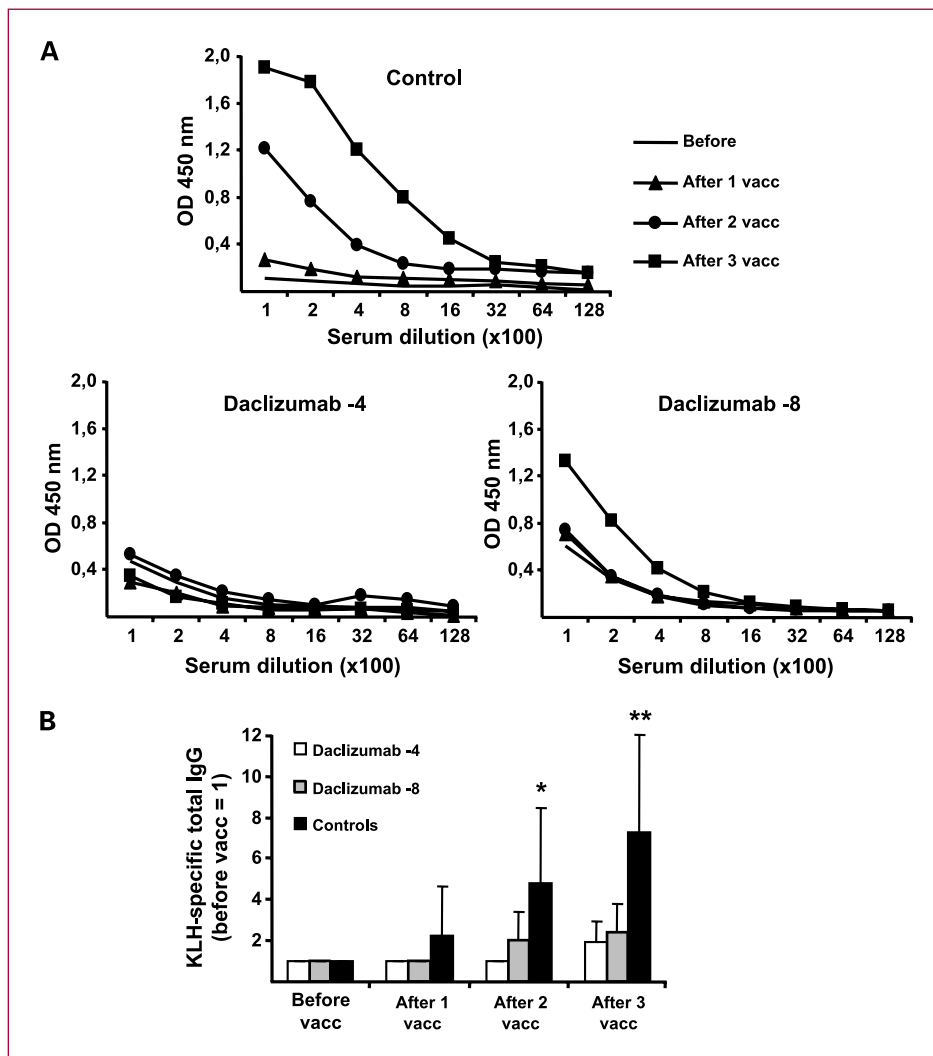 A
Control
OD 450 nm
2,0
1,6
1,2
0,8
0,4
1 2 4 8 16 32 64 128
Serum dilution (x100)
Before
After 1 vacc
After 2 vacc
After 3 vacc
Daclizumab -4
OD 450 nm
2,0
1,6
1,2
0,8
0,4
1 2 4 8 16 32 64 128
Serum dilution (x100)
Daclizumab -8
OD 450 nm
2,0
1,6
1,2
0,8
0,4
1 2 4 8 16 32 64 128
Serum dilution (x100)
B
KLH-specific total IgG
(before vacc = 1)
12
10
8
6
4
2
Daclizumab -4
Daclizumab -8
Controls
*
**
Before
vacc
After 1
vacc
After 2
vacc
After 3
vacc